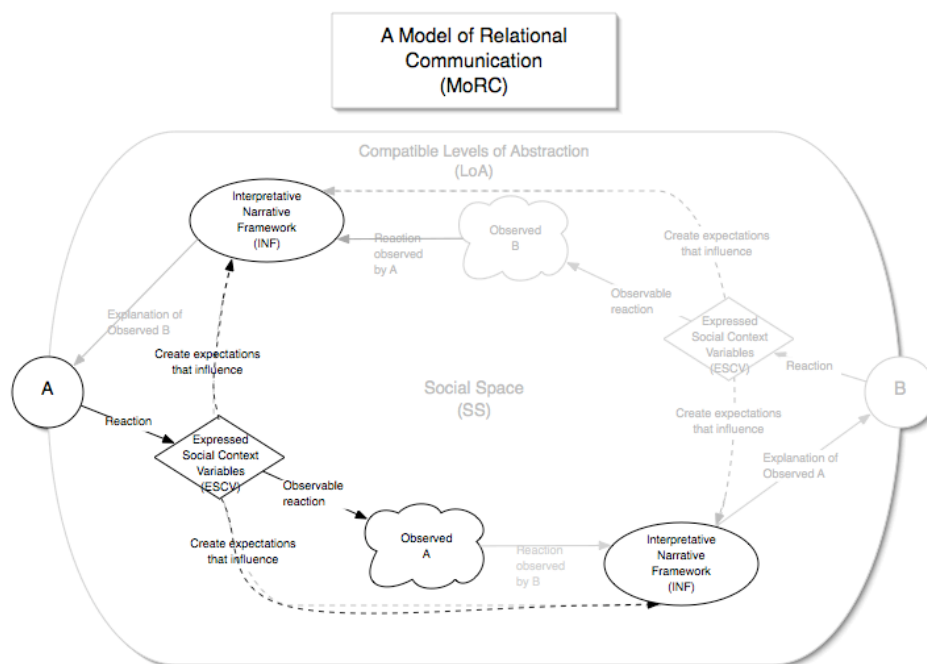 A Model of Relational
Communication
(MoRC)
Compatible Levels of Abstraction
(LoA)
Interpretative
Narrative
Framework
(INF)
Observed
B
Reaction
observed
by A
Create expectations
that influence
Observable
reaction
Explanation of
Observed B
Expressed
Social Context
Variables
(ESCV)
Reaction
B
Create expectations
that influence
A
Social Space
(SS)
Reaction
Create expectations
that influence
Expressed
Social Context
Variables
(ESCV)
Explanation of
Observed A
Observable
reaction
Observed
A
Create expectations
that influence
Reaction
observed
by B
Interpretative
Narrative
Framework
(INF)